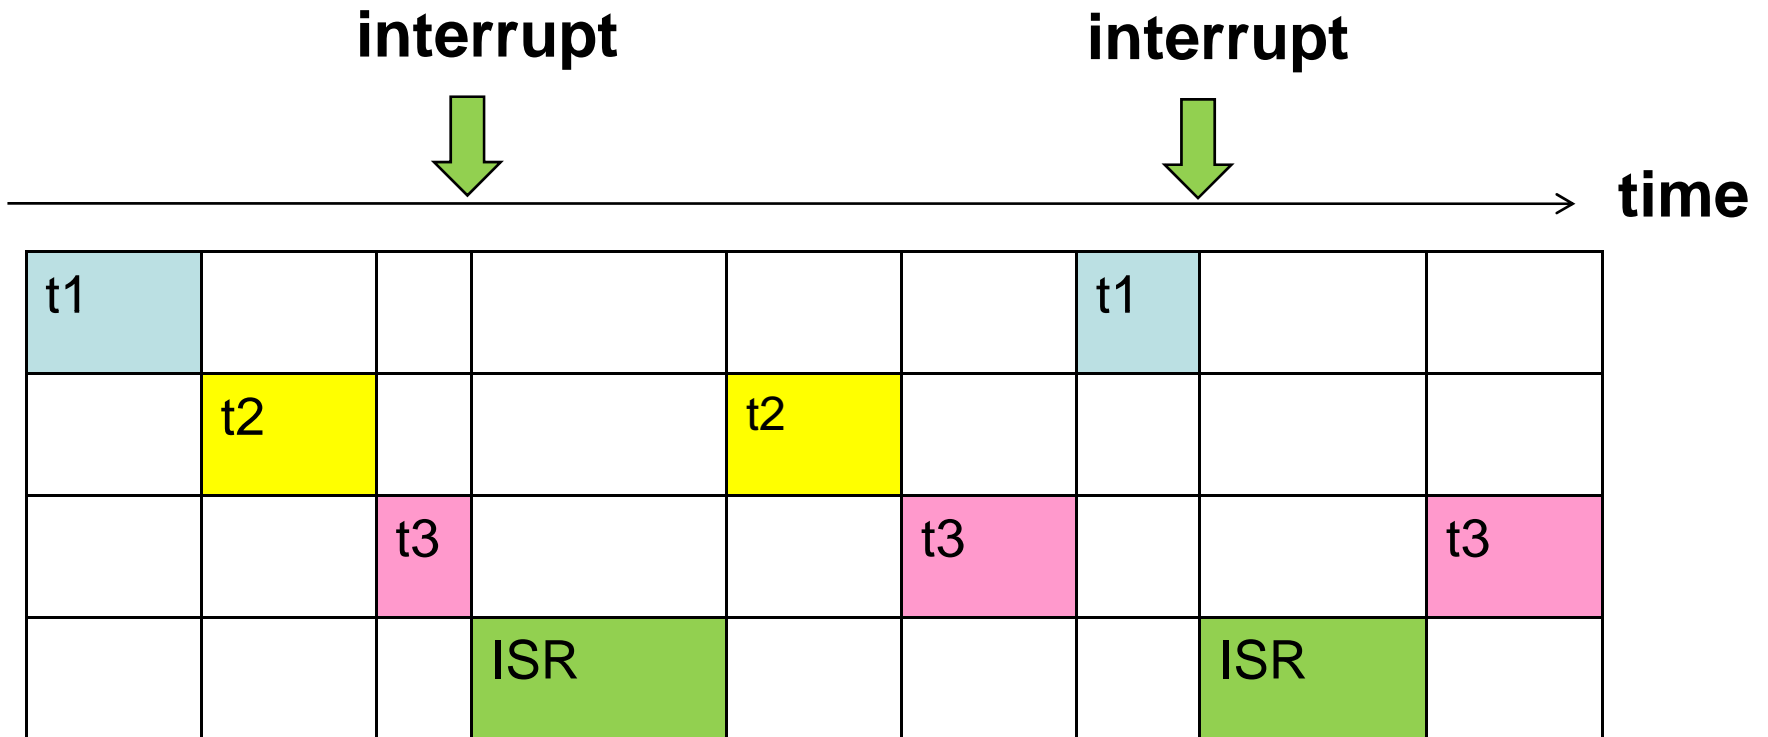 interrupt interrupt
time
t1 t1
t2 t2
t3 t3 t3
ISR ISR